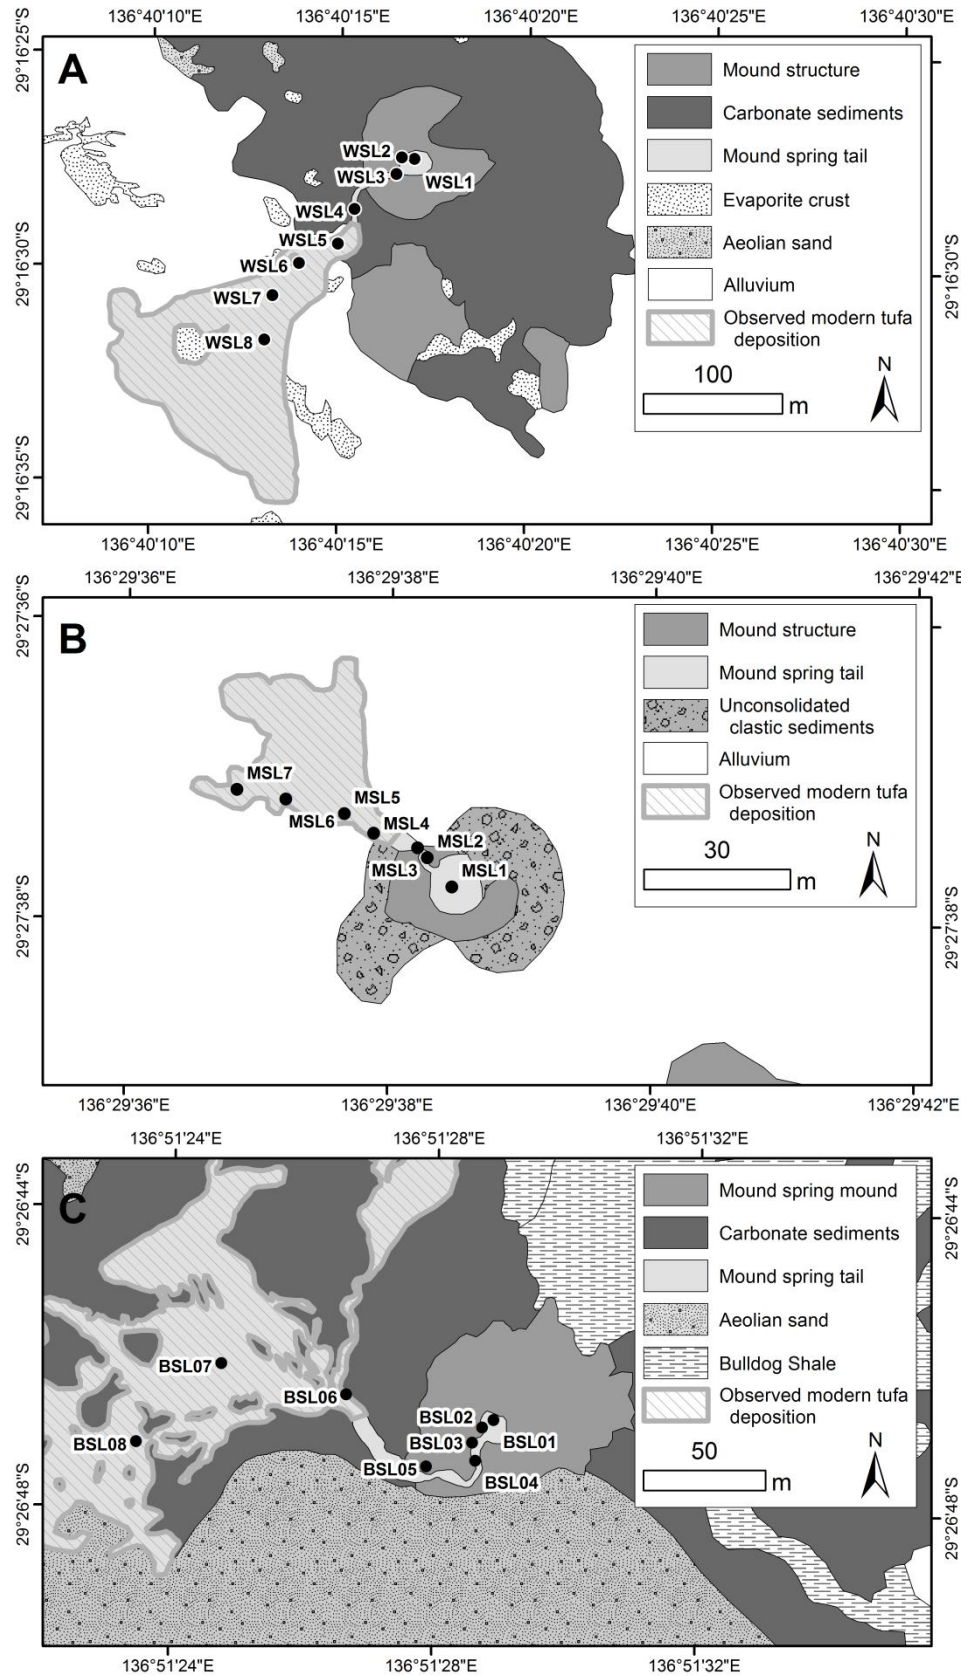 136°40'10"E 136°40'15"E 136°40'20"E 136°40'25"E 136°40'30"E
29°16'25"S
A
Mound structure
Carbonate sediments
Mound spring tail
Evaporite crust
Aeolian sand
Alluvium
Observed modern tufa
deposition
100
m
N
WSL2
WSL1
WSL3
WSL4
WSL5
WSL6
WSL7
WSL8
29°16'30"S
29°16'30"S
29°16'35"S
136°40'10"E 136°40'15"E 136°40'20"E 136°40'25"E 136°40'30"E
136°29'36"E 136°29'38"E 136°29'40"E 136°29'42"E
29°27'36"S
B
Mound structure
Mound spring tail
Unconsolidated
clastic sediments
Alluvium
Observed modern tufa
deposition
30
m
N
MSL7
MSL5
MSL6
MSL4
MSL2
MSL3
MSL1
29°27'38"S
29°27'38"S
136°29'36"E 136°29'38"E 136°29'40"E 136°29'42"E
136°51'24"E 136°51'28"E 136°51'32"E
29°26'44"S
29°26'44"S
C
Mound spring mound
Carbonate sediments
Mound spring tail
Aeolian sand
Bulldog Shale
Observed modern tufa
deposition
50
m
N
BSL07
BSL06
BSL02
BSL01
BSL08
BSL03
BSL05
BSL04
29°26'48"S
29°26'48"S
136°51'24"E 136°51'28"E 136°51'32"E